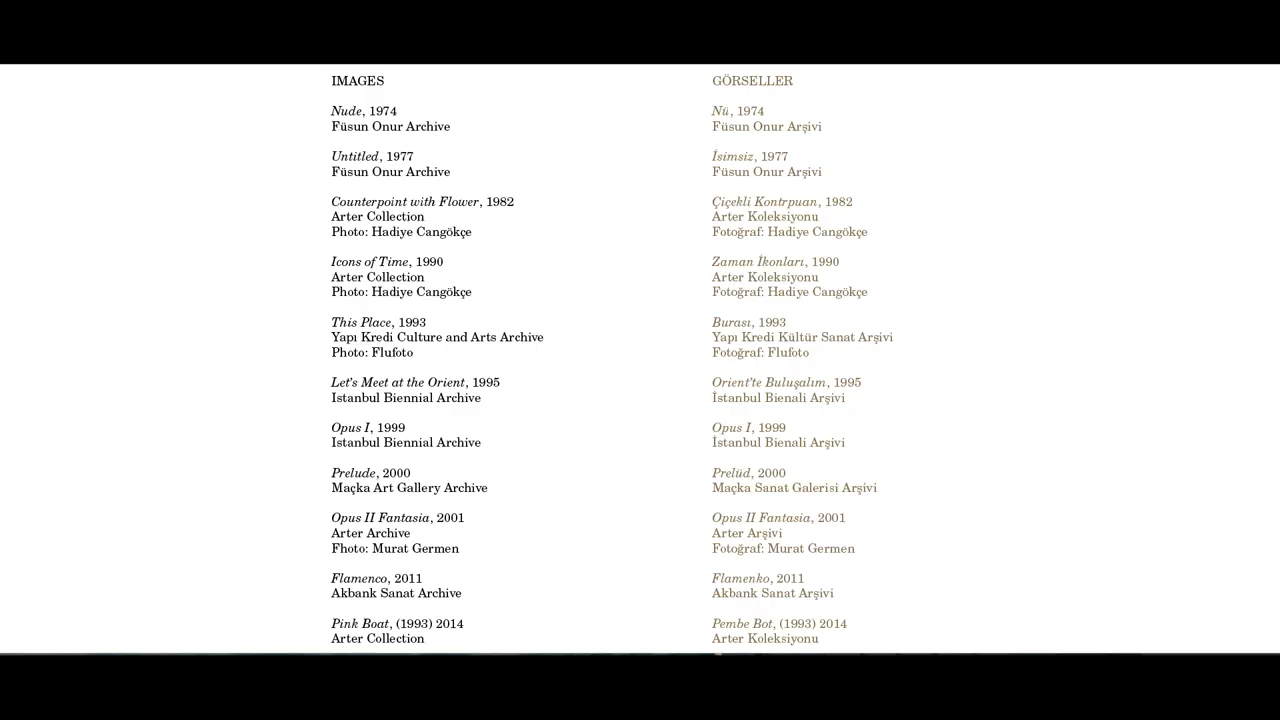 IMAGES
Nude, 1974
Füsun Onur Archive
Untitled, 1977
Füsun Onur Archive
Counterpoint with Flower, 1982
Arter Collection
Photo: Hadiye Cangökçe
Icons of Time, 1990
Arter Collection
Photo: Hadiye Cangökçe
This Place, 1993
Yapı Kredi Culture and Arts Archive
Photo: Flufoto
Let's Meet at the Orient, 1995
Istanbul Biennial Archive
Opus I, 1999
Istanbul Biennial Archive
Prelude, 2000
Maçka Art Gallery Archive
Opus II Fantasia, 2001
Arter Archive
Fhoto: Murat Germen
Flamenco, 2011
Akbank Sanat Archive
Pink Boat, (1993) 2014
Arter Collection
GÖRSELLER
Nü, 1974
Füsun Onur Arşivi
İsimsiz, 1977
Füsun Onur Arşivi
Çiçekli Kontrpuan, 1982
Arter Koleksiyonu
Fotoğraf: Hadiye Cangökçe
Zaman İkonları, 1990
Arter Koleksiyonu
Fotoğraf: Hadiye Cangökçe
Burası, 1993
Yapı Kredi Kültür Sanat Arşivi
Fotoğraf: Flufoto
Orient'te Buluşalım, 1995
İstanbul Bienali Arşivi
Opus I, 1999
İstanbul Bienali Arşivi
Prelüd, 2000
Maçka Sanat Galerisi Arşivi
Opus II Fantasia, 2001
Arter Arşivi
Fotoğraf: Murat Germen
Flamenko, 2011
Akbank Sanat Arşivi
Pembe Bot, (1993) 2014
Arter Koleksiyonu